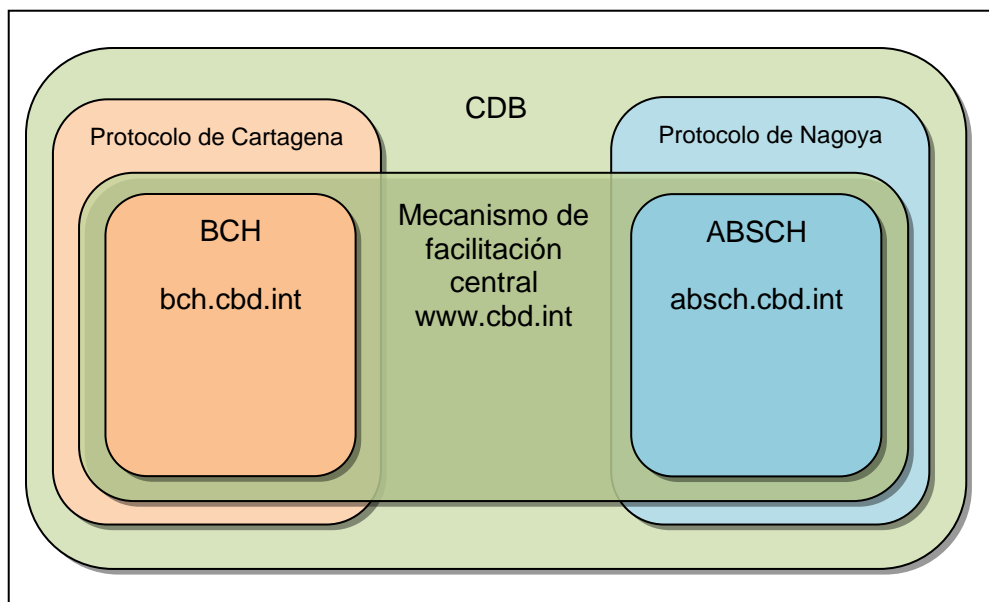 CDB
Protocolo de Cartagena
Protocolo de Nagoya
BCH
bch.cbd.int
Mecanismo de
facilitación
central
www.cbd.int
ABSCH
absch.cbd.int